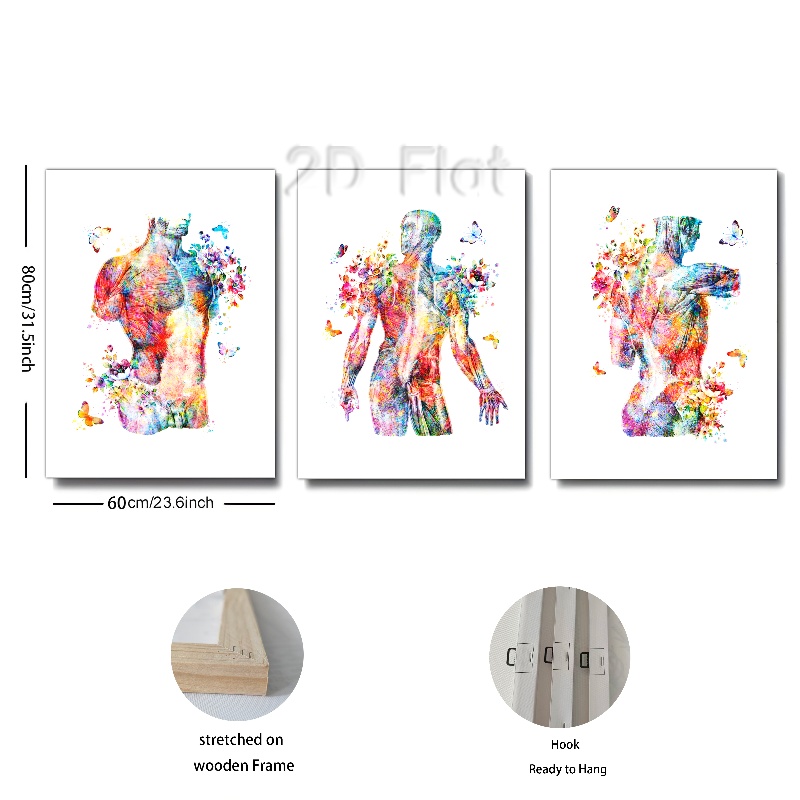 2D Flat
80cm/31.5inch
60cm/23.6inch
stretched on
wooden Frame
Hook
Ready to Hang